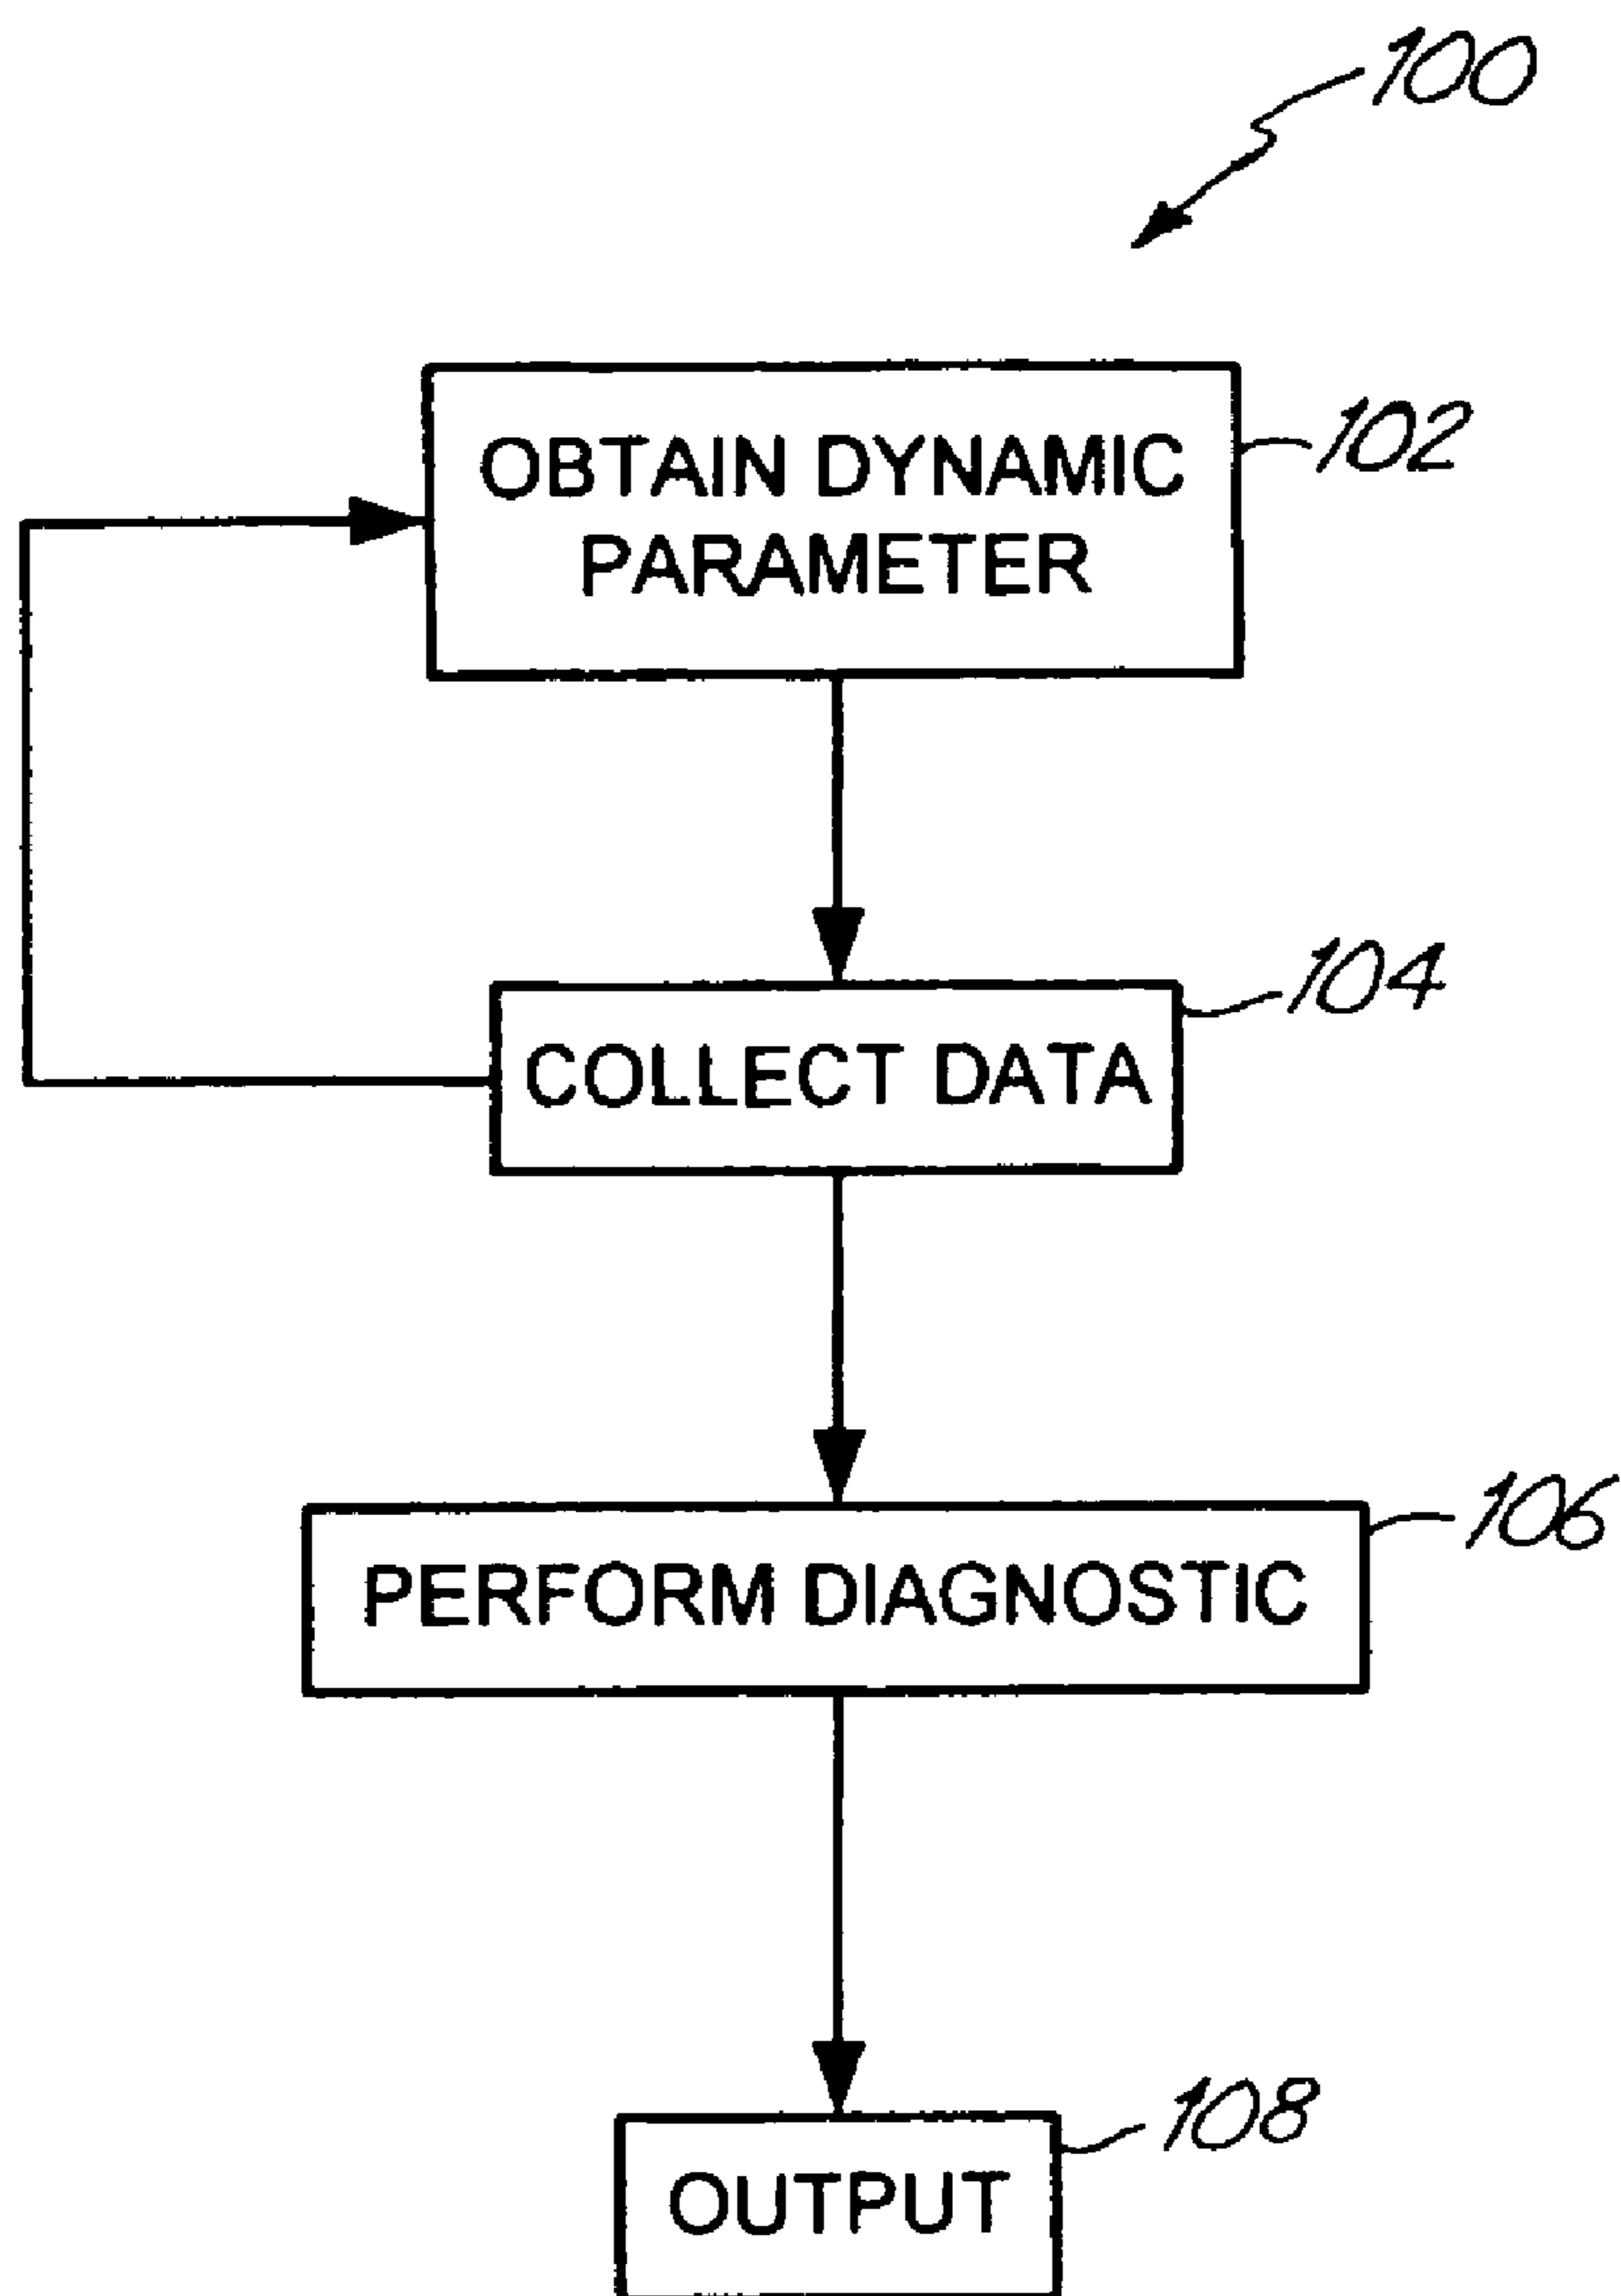 100
OBTAIN DYNAMIC
PARAMETER
102
COLLECT DATA
104
PERFORM DIAGNOSTIC
106
OUTPUT
108